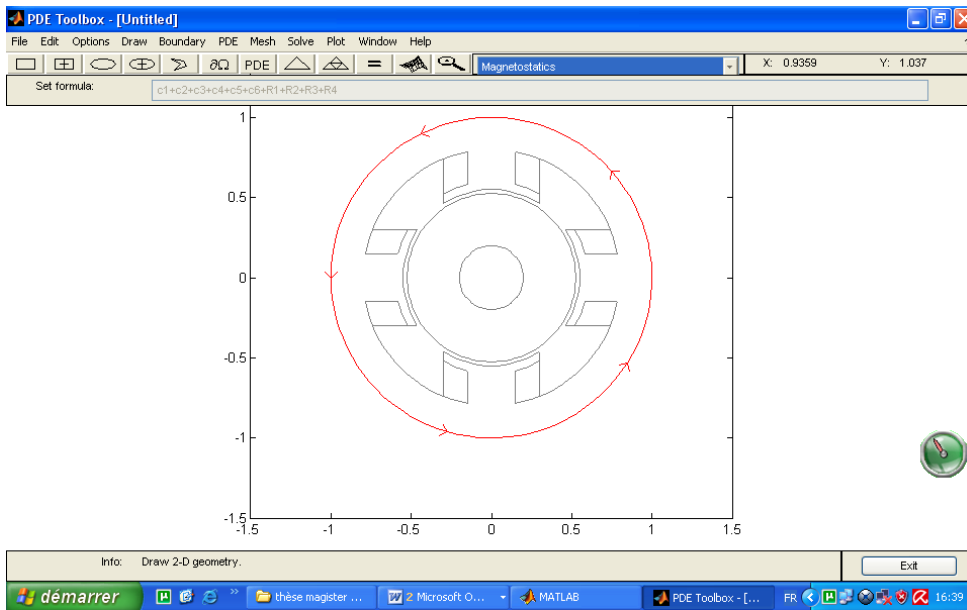 PDE Toolbox - [Untitled]
File Edit Options Draw Boundary PDE Mesh Solve Plot Window Help
∂Ω PDE = Magnetostatics X: 0.9359 Y: 1.037
Set formula: c1+c2+c3+c4+c5+c6+R1+R2+R3+R4
1
0.5
0
-0.5
-1
-1.5
-1.5 -1 -0.5 0 0.5 1 1.5
Info: Draw 2-D geometry. Exit
démarrer thèse magister ... 2 Microsoft O... MATLAB PDE Toolbox - [... FR 16:39